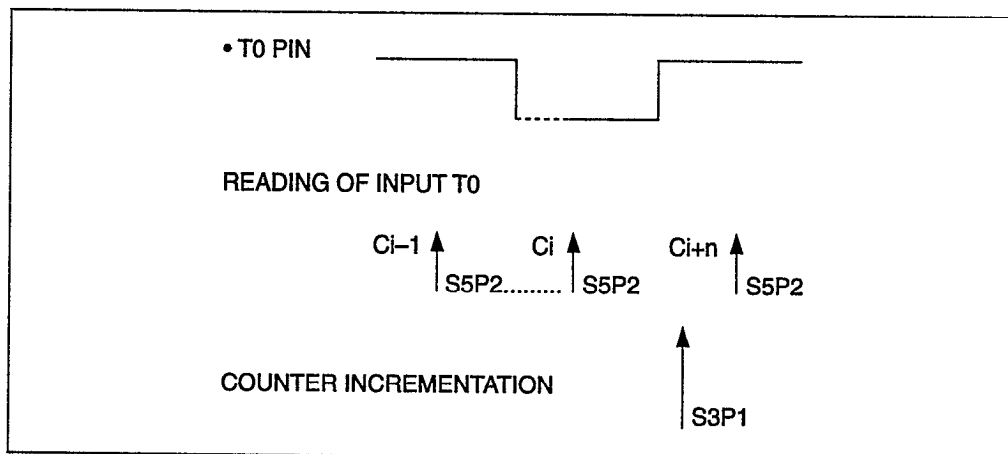 • T0 PIN
READING OF INPUT T0
Ci–1 Ci Ci+n
S5P2......... S5P2 S5P2
COUNTER INCREMENTATION
S3P1